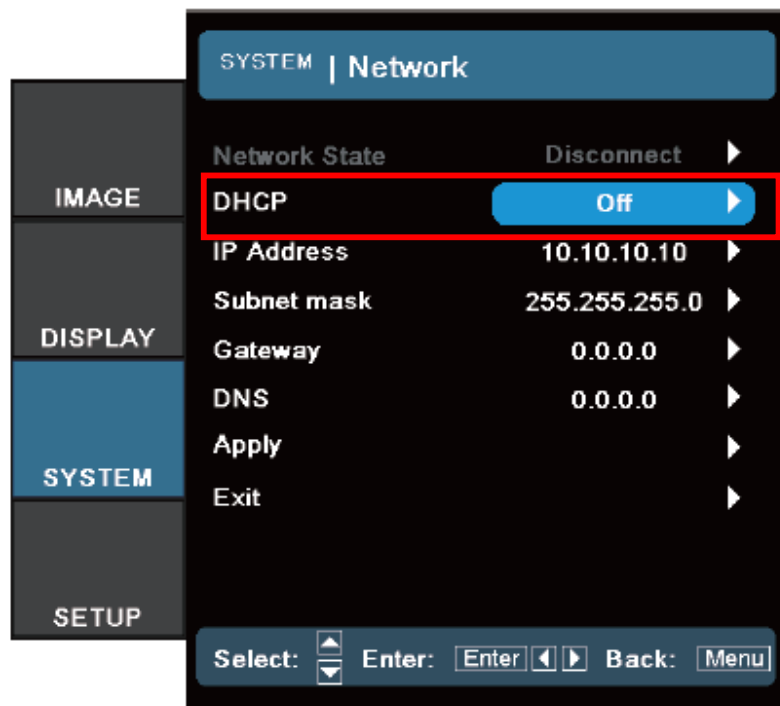 SYSTEM | Network
Network State Disconnect
IMAGE DHCP Off
IP Address 10.10.10.10
Subnet mask 255.255.255.0
DISPLAY
Gateway 0.0.0.0
DNS 0.0.0.0
Apply
SYSTEM
Exit
SETUP
Select: Enter: Enter Back: Menu